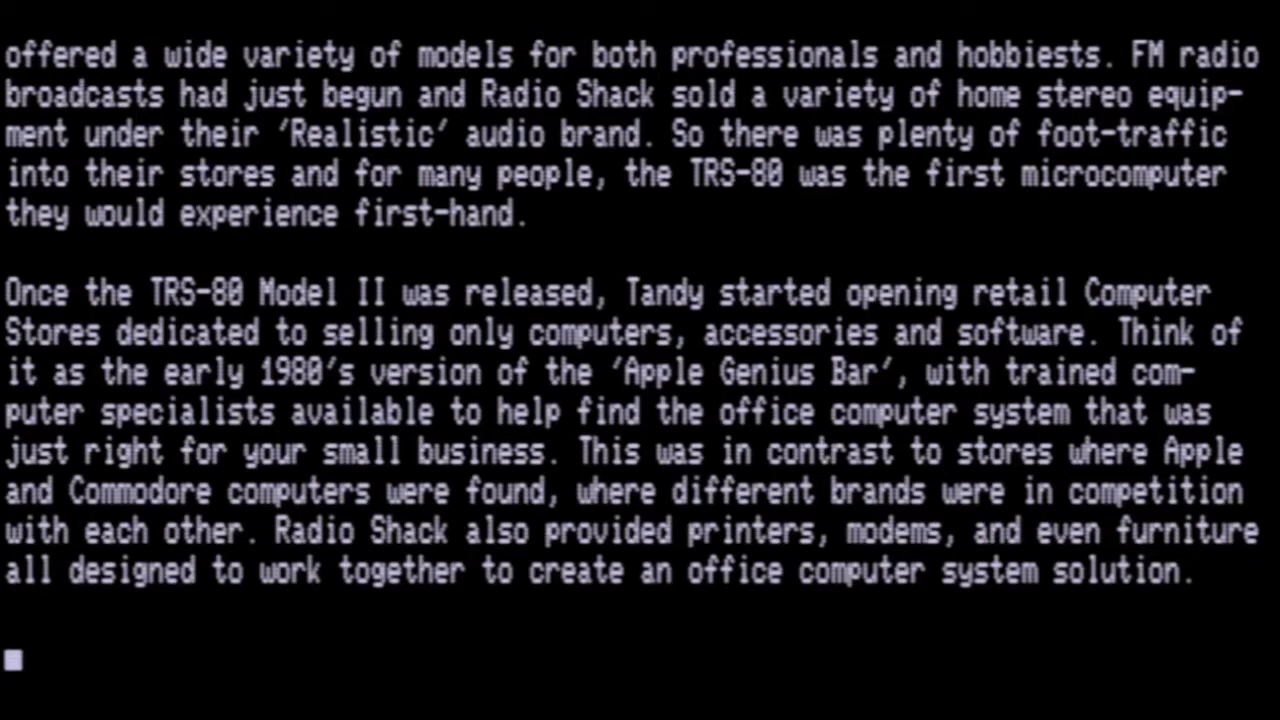 offered a wide variety of models for both professionals and hobbiests. FM radio
broadcasts had just begun and Radio Shack sold a variety of home stereo equip-
ment under their 'Realistic' audio brand. So there was plenty of foot-traffic
into their stores and for many people, the TRS-80 was the first microcomputer
they would experience first-hand.
Once the TRS-80 Model II was released, Tandy started opening retail Computer
Stores dedicated to selling only computers, accessories and software. Think of
it as the early 1980's version of the 'Apple Genius Bar', with trained com-
puter specialists available to help find the office computer system that was
just right for your small business. This was in contrast to stores where Apple
and Commodore computers were found, where different brands were in competition
with each other. Radio Shack also provided printers, modems, and even furniture
all designed to work together to create an office computer system solution.